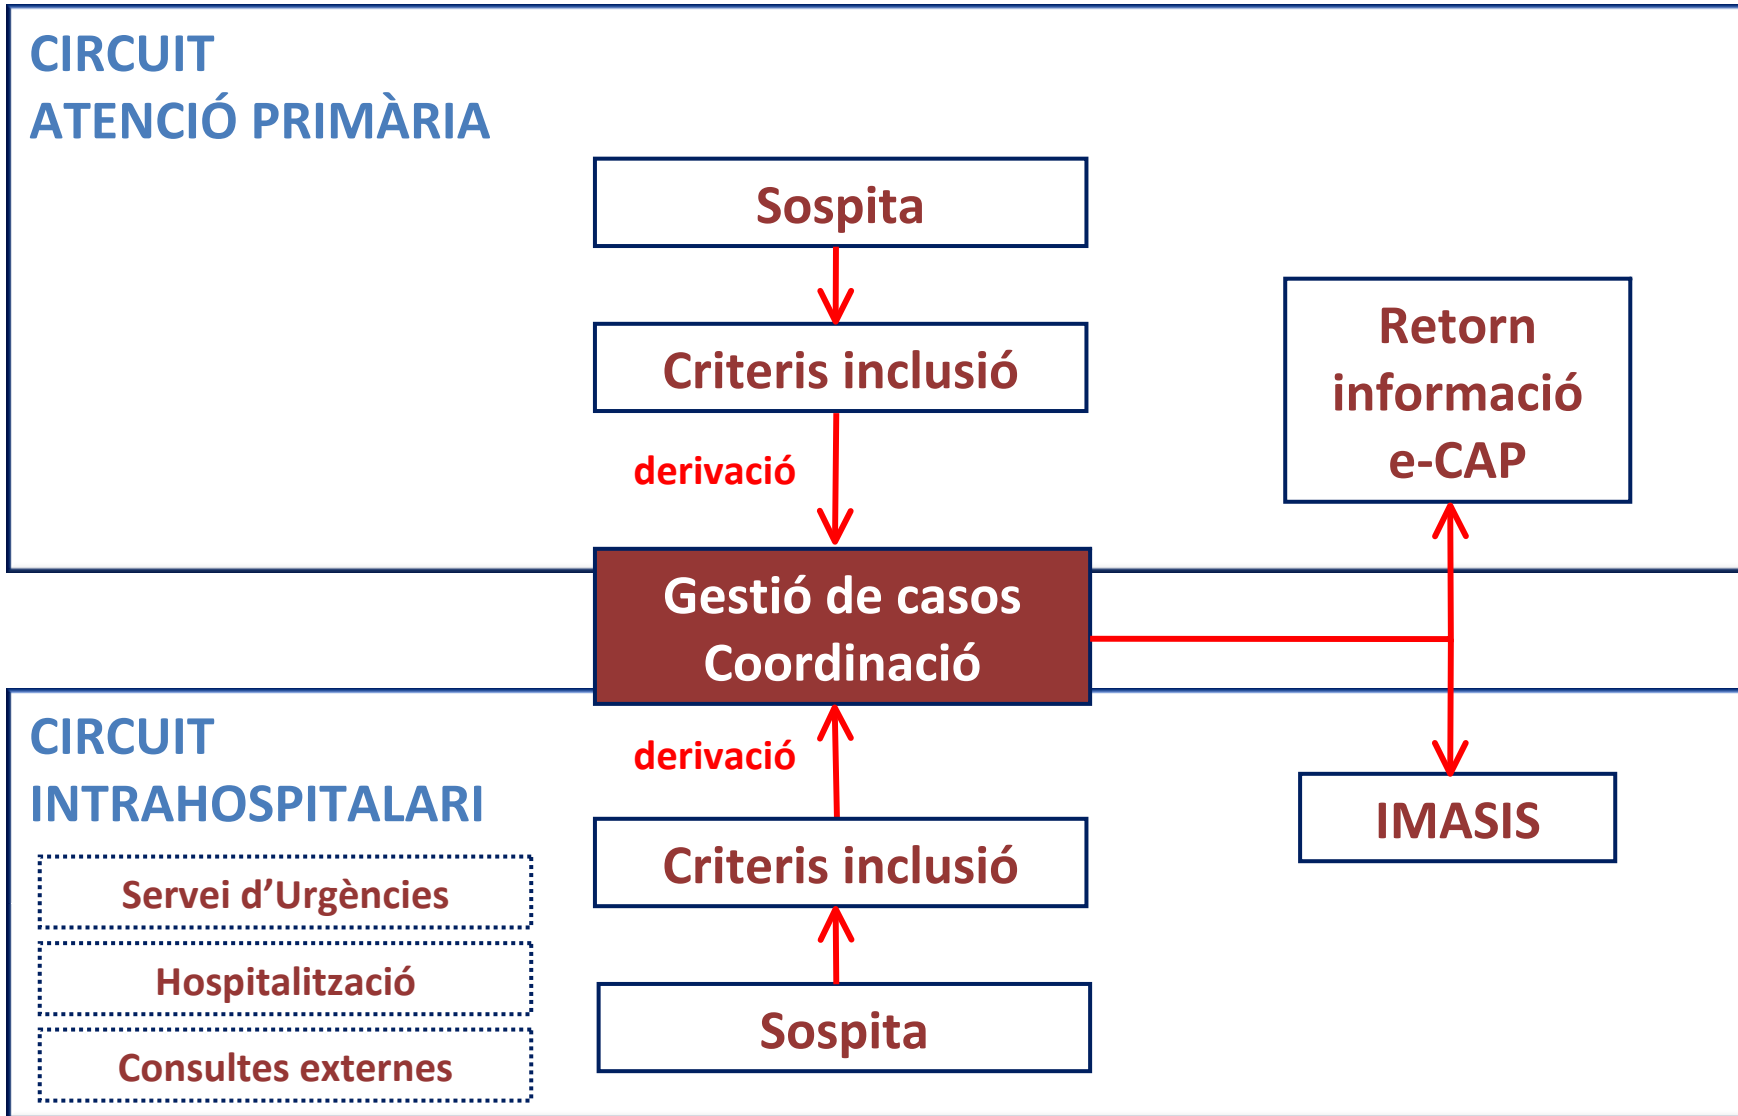 CIRCUIT
ATENCIÓ PRIMÀRIA
Sospita
Criteris inclusió
derivació
Retorn
informació
e-CAP
Gestió de casos
Coordinació
CIRCUIT
INTRAHOSPITALARI
derivació
Servei d’Urgències
Hospitalització
Consultes externes
Criteris inclusió
Sospita
IMASIS